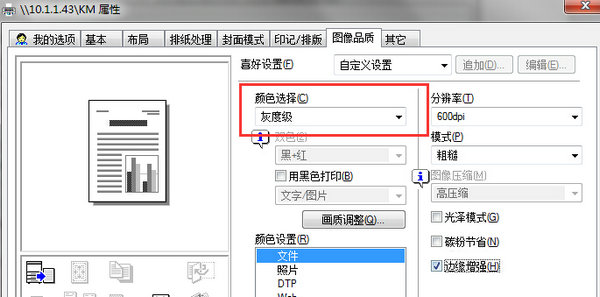 \\10.1.1.43\KM 属性
我的选项 基本 布局 排纸处理 封面模式 印记/排版 图像品质 其它
喜好设置(F) 自定义设置 追加(D)... 编辑(E)...
颜色选择(C) 分辨率(T)
灰度级 600dpi
双色(2) 模式(P)
黑+红 粗糙
用黑色打印(B) 图像压缩(M)
文字/图片 高压缩
画质调整(Q)... 光泽模式(G)
颜色设置(R) 碳粉节省(N)
文件 边缘增强(H)
照片
DTP
Web